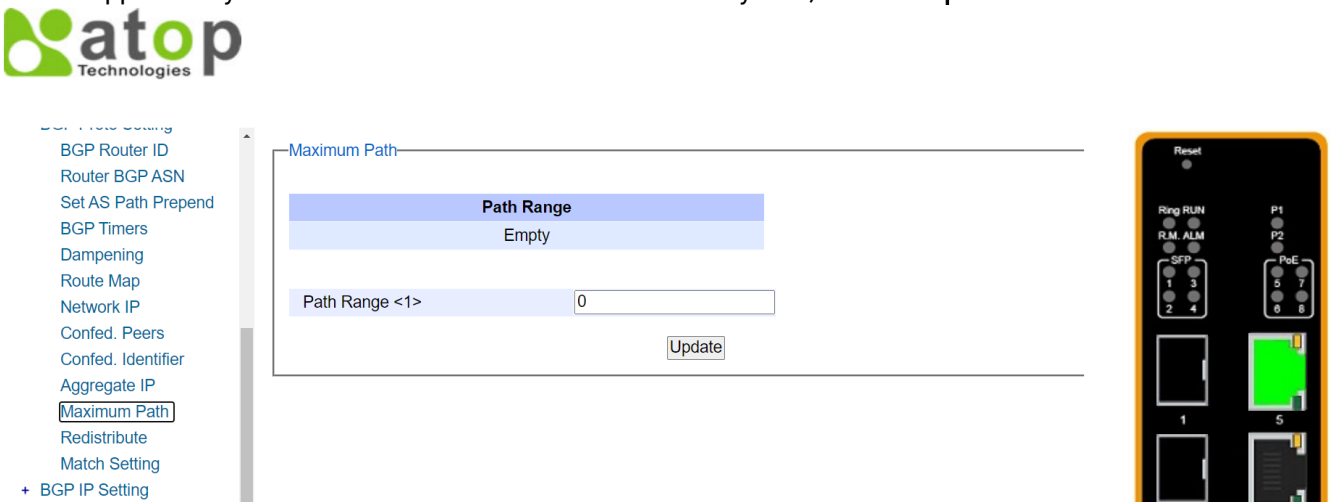 atop
Technologies
BGP Router ID
Router BGP ASN
Set AS Path Prepend
BGP Timers
Dampening
Route Map
Network IP
Confed. Peers
Confed. Identifier
Aggregate IP
Maximum Path
Redistribute
Match Setting
+ BGP IP Setting
Maximum Path
Path Range
Empty
Path Range <1> 0
Update
Reset
Ring RUN P1
R.M. ALM P2
SFP PoE
1 3 5 7
2 4 6 8
1 5